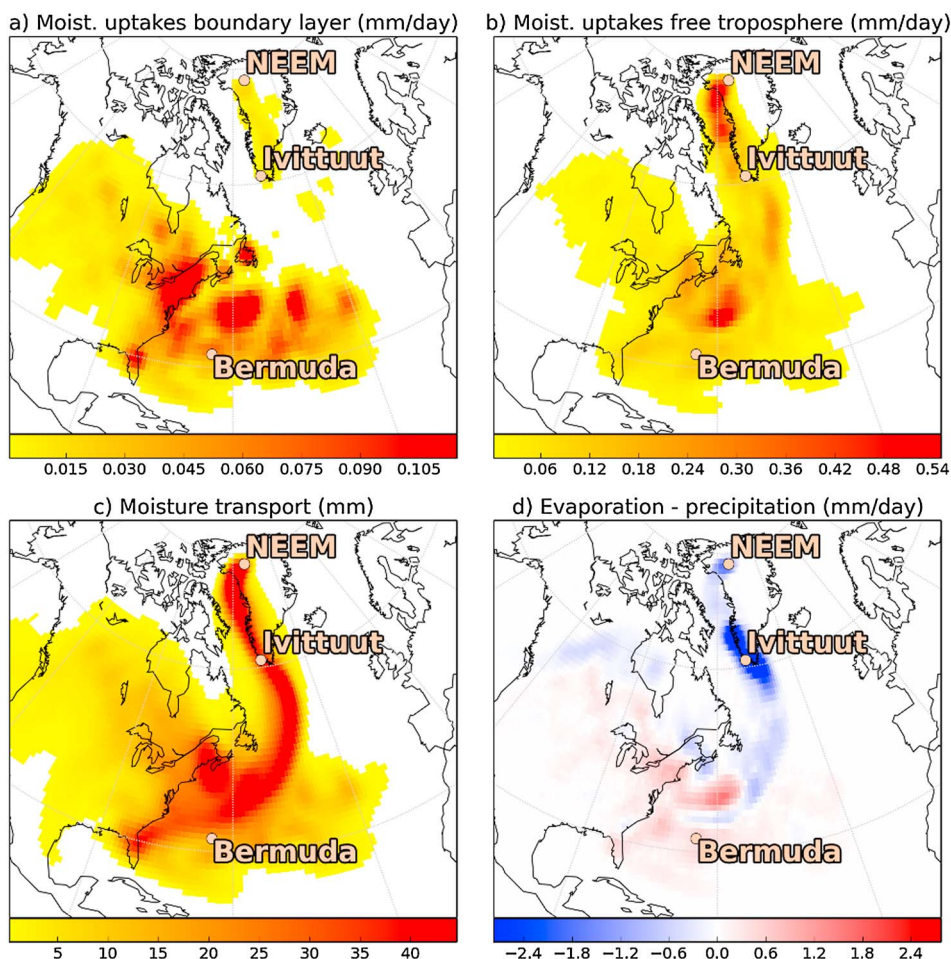 a) Moist. uptakes boundary layer (mm/day)
NEEM
Ivittuut
Bermuda
0.015 0.030 0.045 0.060 0.075 0.090 0.105
b) Moist. uptakes free troposphere (mm/day)
NEEM
Ivittuut
Bermuda
0.06 0.12 0.18 0.24 0.30 0.36 0.42 0.48 0.54
c) Moisture transport (mm)
NEEM
Ivittuut
Bermuda
5 10 15 20 25 30 35 40
d) Evaporation - precipitation (mm/day)
NEEM
Ivittuut
Bermuda
−2.4 −1.8 −1.2 −0.6 0.0 0.6 1.2 1.8 2.4